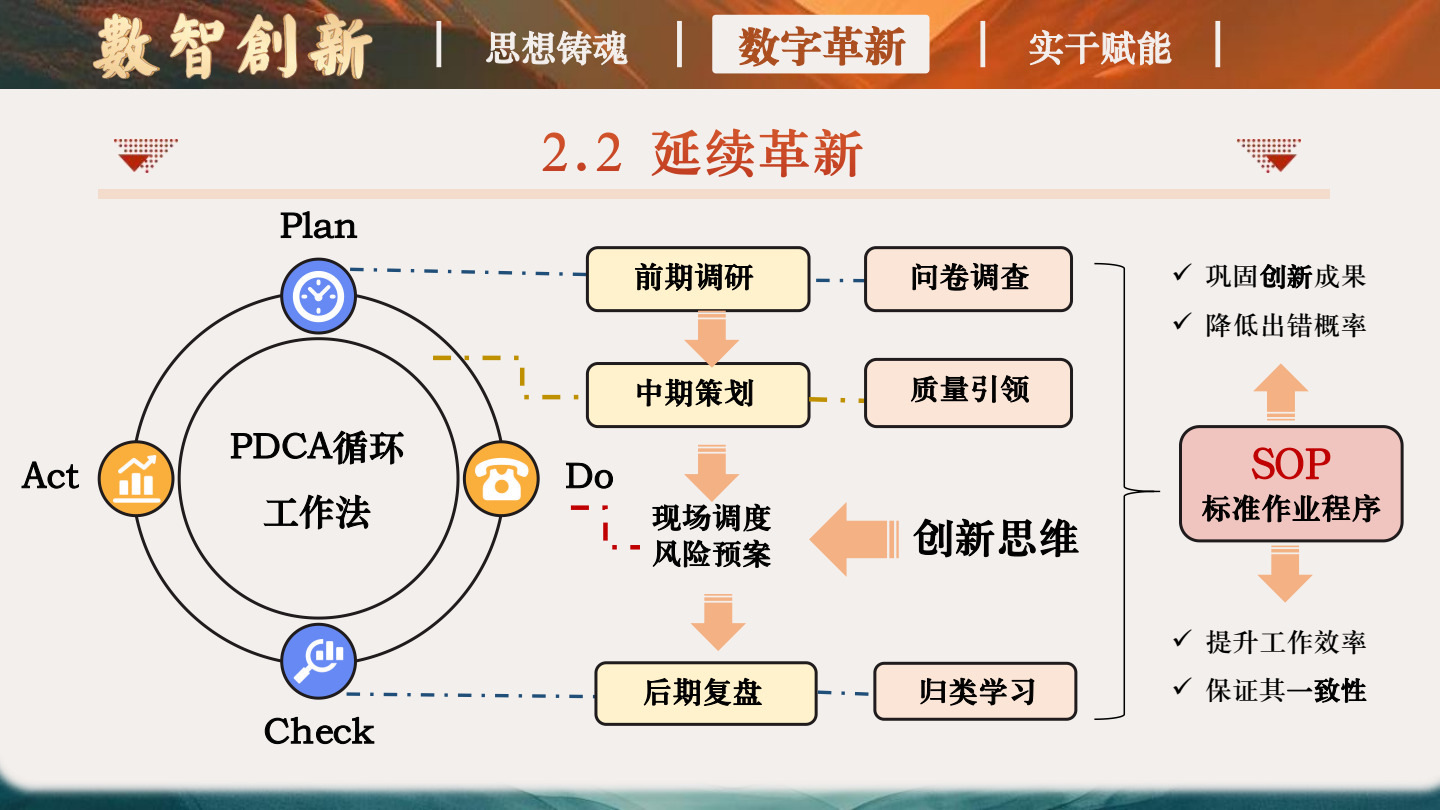 數智創新
思想铸魂
数字革新
实干赋能
2.2 延续革新
Plan
Act
Do
Check
PDCA循环
工作法
前期调研
问卷调查
中期策划
质量引领
现场调度
风险预案
创新思维
后期复盘
归类学习
巩固创新成果
降低出错概率
SOP
标准作业程序
提升工作效率
保证其一致性